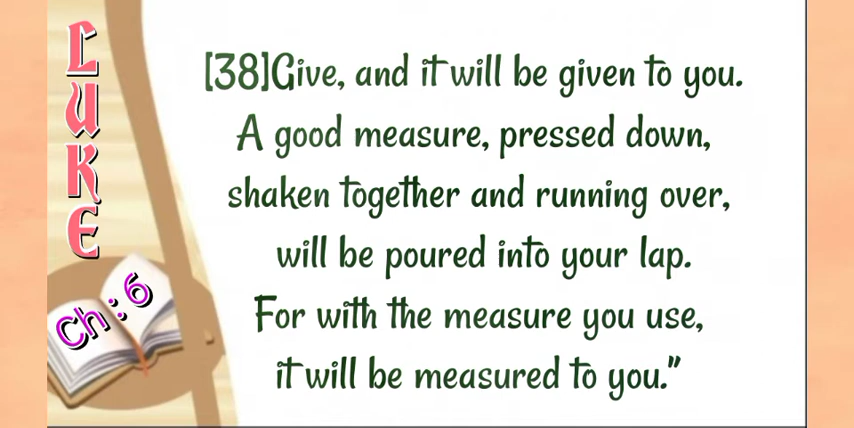 LUKE
Ch : 6
[38]Give, and it will be given to you.
A good measure, pressed down,
shaken together and running over,
will be poured into your lap.
For with the measure you use,
it will be measured to you.”